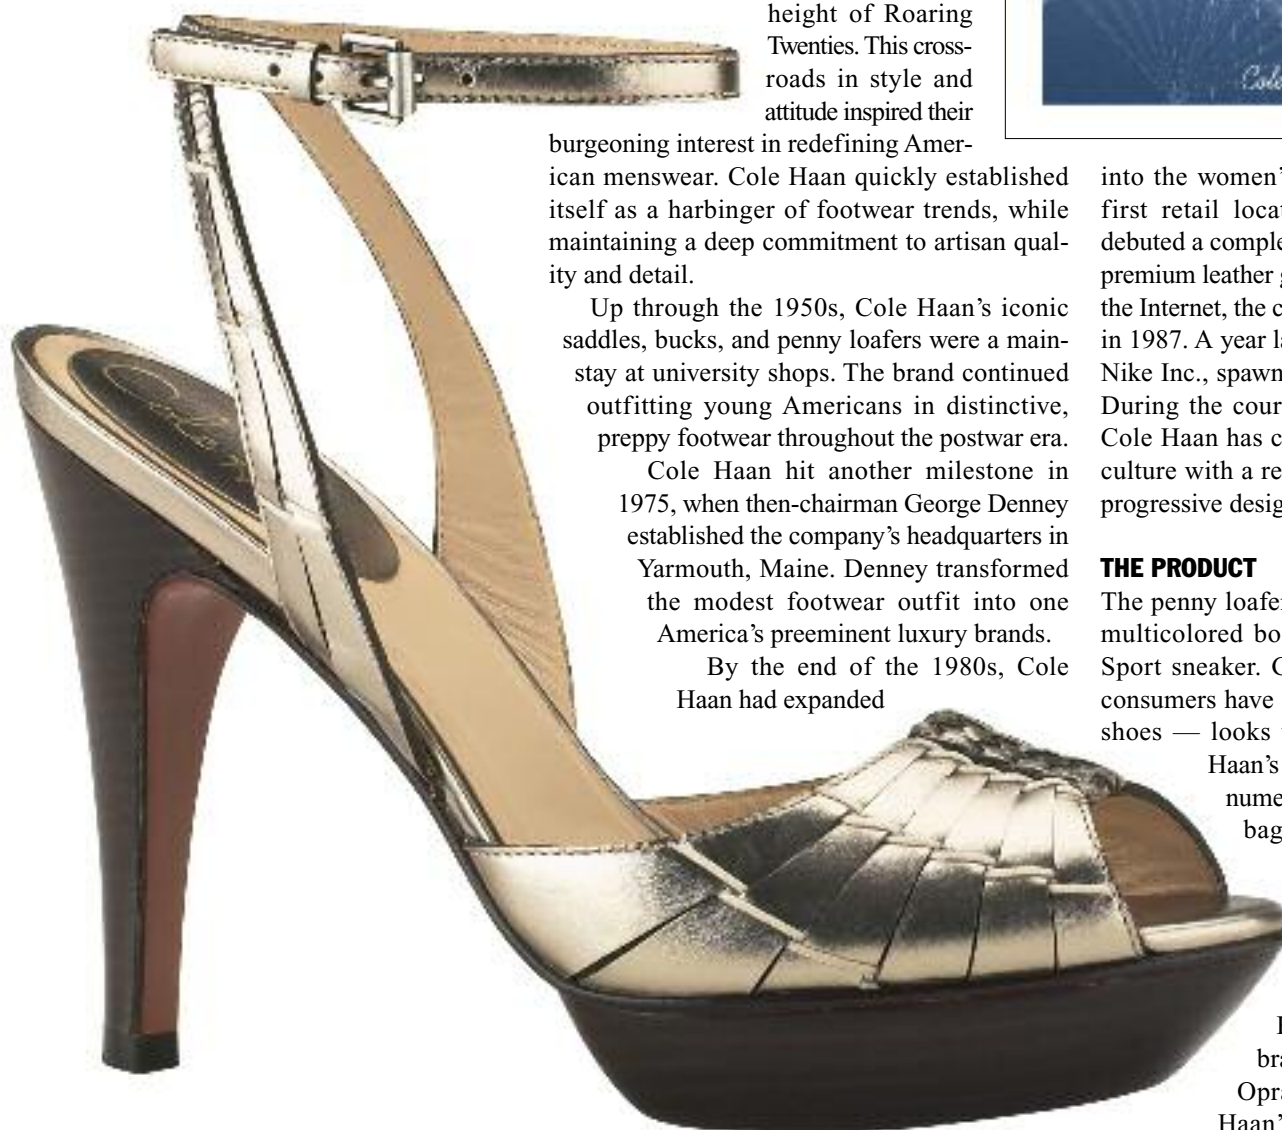 height of Roaring
Twenties. This cross-
roads in style and
attitude inspired their
burgeoning interest in redefining Amer-
ican menswear. Cole Haan quickly established
itself as a harbinger of footwear trends, while
maintaining a deep commitment to artisan qual-
ity and detail.
Up through the 1950s, Cole Haan’s iconic
saddles, bucks, and penny loafers were a main-
stay at university shops. The brand continued
outfitting young Americans in distinctive,
preppy footwear throughout the postwar era.
Cole Haan hit another milestone in
1975, when then-chairman George Denney
established the company’s headquarters in
Yarmouth, Maine. Denney transformed
the modest footwear outfit into one
America’s preeminent luxury brands.
By the end of the 1980s, Cole
Haan had expanded
into the women’
first retail locat
debuted a comple
premium leather g
the Internet, the c
in 1987. A year la
Nike Inc., spawn
During the cour
Cole Haan has c
culture with a re
progressive desig
THE PRODUCT
The penny loafer
multicolored bo
Sport sneaker. C
consumers have
shoes — looks
Haan’s
nume
bag
bra
Opra
Haan’